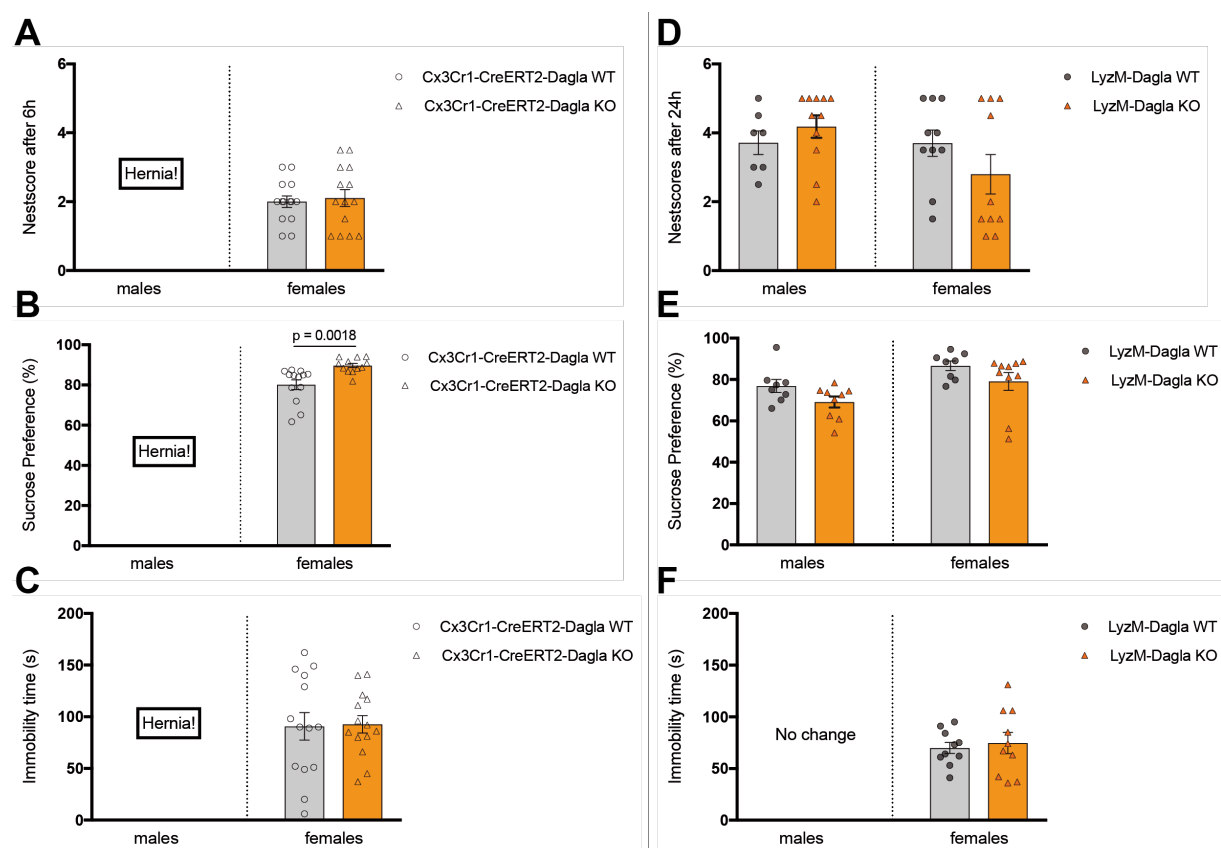 A
Nestscore after 6h
6
4
2
0
Hernia!
males
females
Cx3Cr1-CreERT2-Dagla WT
Cx3Cr1-CreERT2-Dagla KO
B
Sucrose Preference (%)
100
80
60
40
20
0
Hernia!
p = 0.0018
males
females
Cx3Cr1-CreERT2-Dagla WT
Cx3Cr1-CreERT2-Dagla KO
C
Immobility time (s)
200
150
100
50
0
Hernia!
males
females
Cx3Cr1-CreERT2-Dagla WT
Cx3Cr1-CreERT2-Dagla KO
D
Nestscores after 24h
6
4
2
0
males
females
LyzM-Dagla WT
LyzM-Dagla KO
E
Sucrose Preference (%)
100
80
60
40
20
0
males
females
LyzM-Dagla WT
LyzM-Dagla KO
F
Immobility time (s)
200
150
100
50
0
No change
males
females
LyzM-Dagla WT
LyzM-Dagla KO